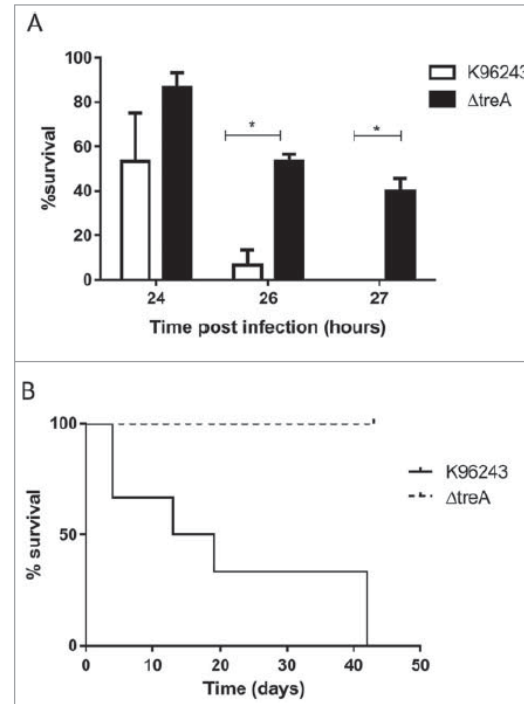 A
100
80
60
40
20
0
%survival
K96243
ΔtreA
*
*
24
26
27
Time post infection (hours)
B
100
50
0
% survival
K96243
ΔtreA
0
10
20
30
40
50
Time (days)